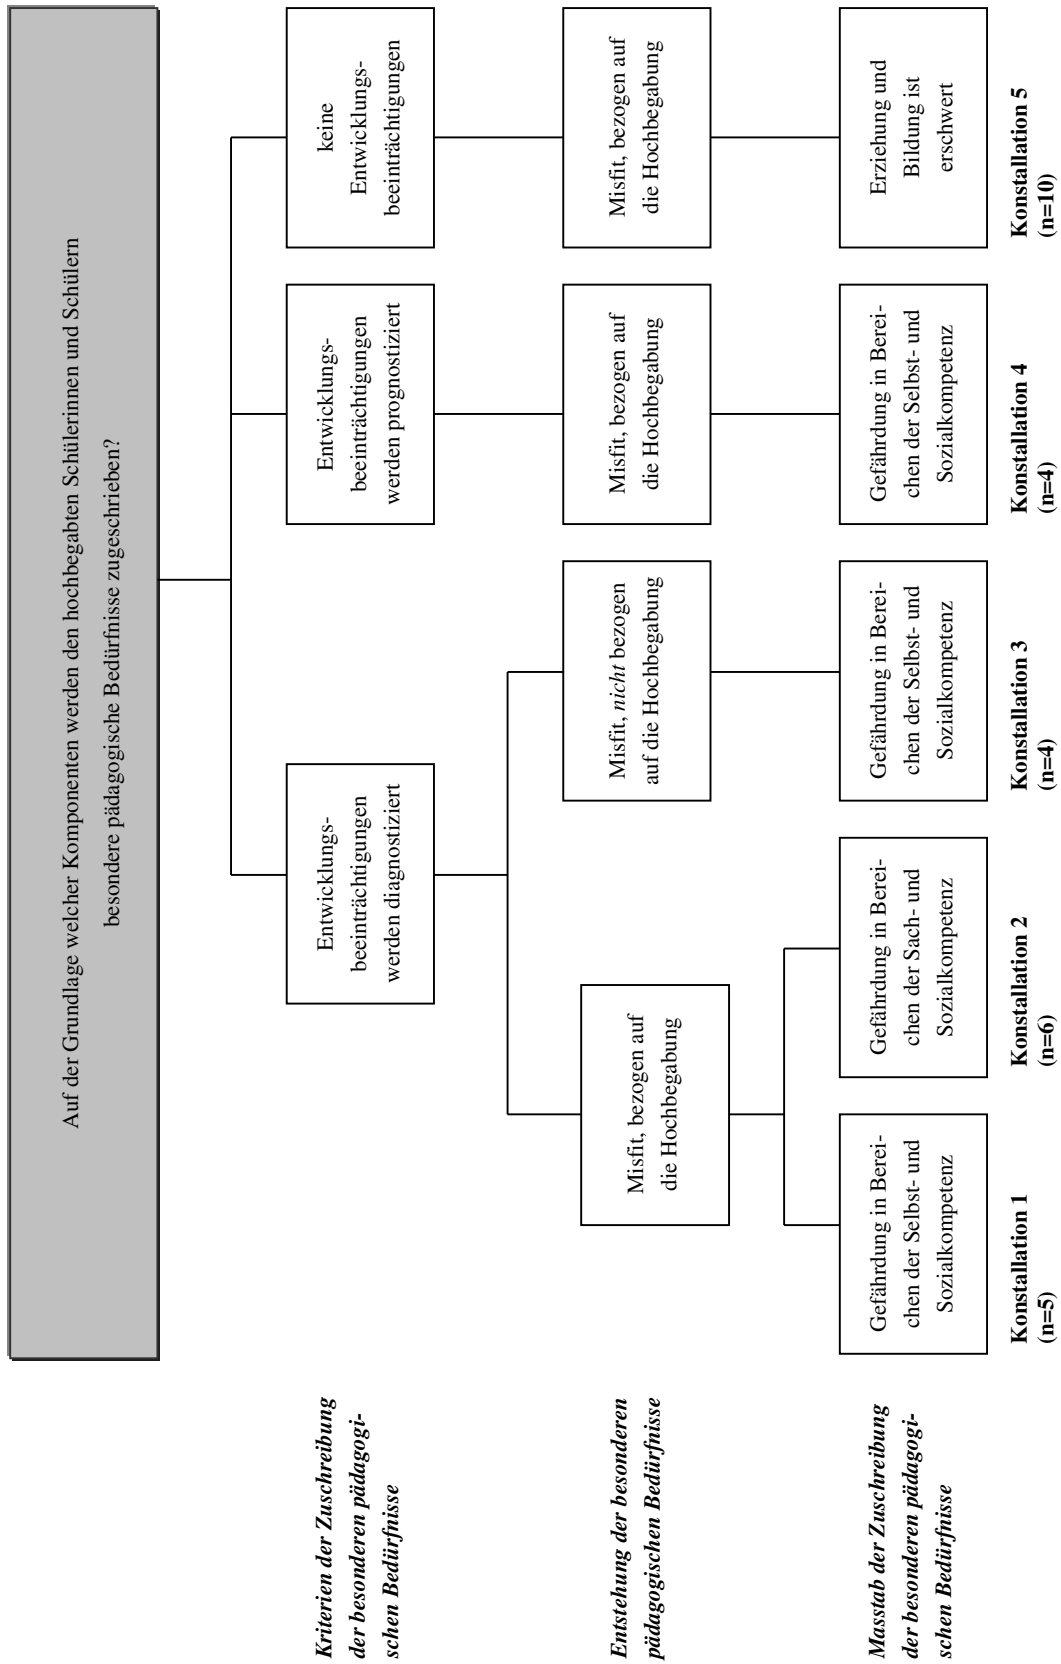 Auf der Grundlage welcher Komponenten werden den hochbegabten Schülerinnen und Schülern
besondere pädagogische Bedürfnisse zugeschrieben?
Kriterien der Zuschreibung
der besonderen pädagogi-
schen Bedürfnisse
Entwicklungs-
beeinträchtigungen
werden diagnostiziert
Entwicklungs-
beeinträchtigungen
werden prognostiziert
keine
Entwicklungs-
beeinträchtigungen
Entstehung der besonderen
pädagogischen Bedürfnisse
Misfit, bezogen auf
die Hochbegabung
Misfit, nicht bezogen
auf die Hochbegabung
Misfit, bezogen auf
die Hochbegabung
Misfit, bezogen auf
die Hochbegabung
Masstab der Zuschreibung
der besonderen pädagogi-
schen Bedürfnisse
Gefährdung in Berei-
chen der Selbst- und
Sozialkompetenz
Gefährdung in Berei-
chen der Sach- und
Sozialkompetenz
Gefährdung in Berei-
chen der Selbst- und
Sozialkompetenz
Gefährdung in Berei-
chen der Selbst- und
Sozialkompetenz
Erziehung und
Bildung ist
erschwert
Konstallation 1
(n=5)
Konstallation 2
(n=6)
Konstallation 3
(n=4)
Konstallation 4
(n=4)
Konstallation 5
(n=10)